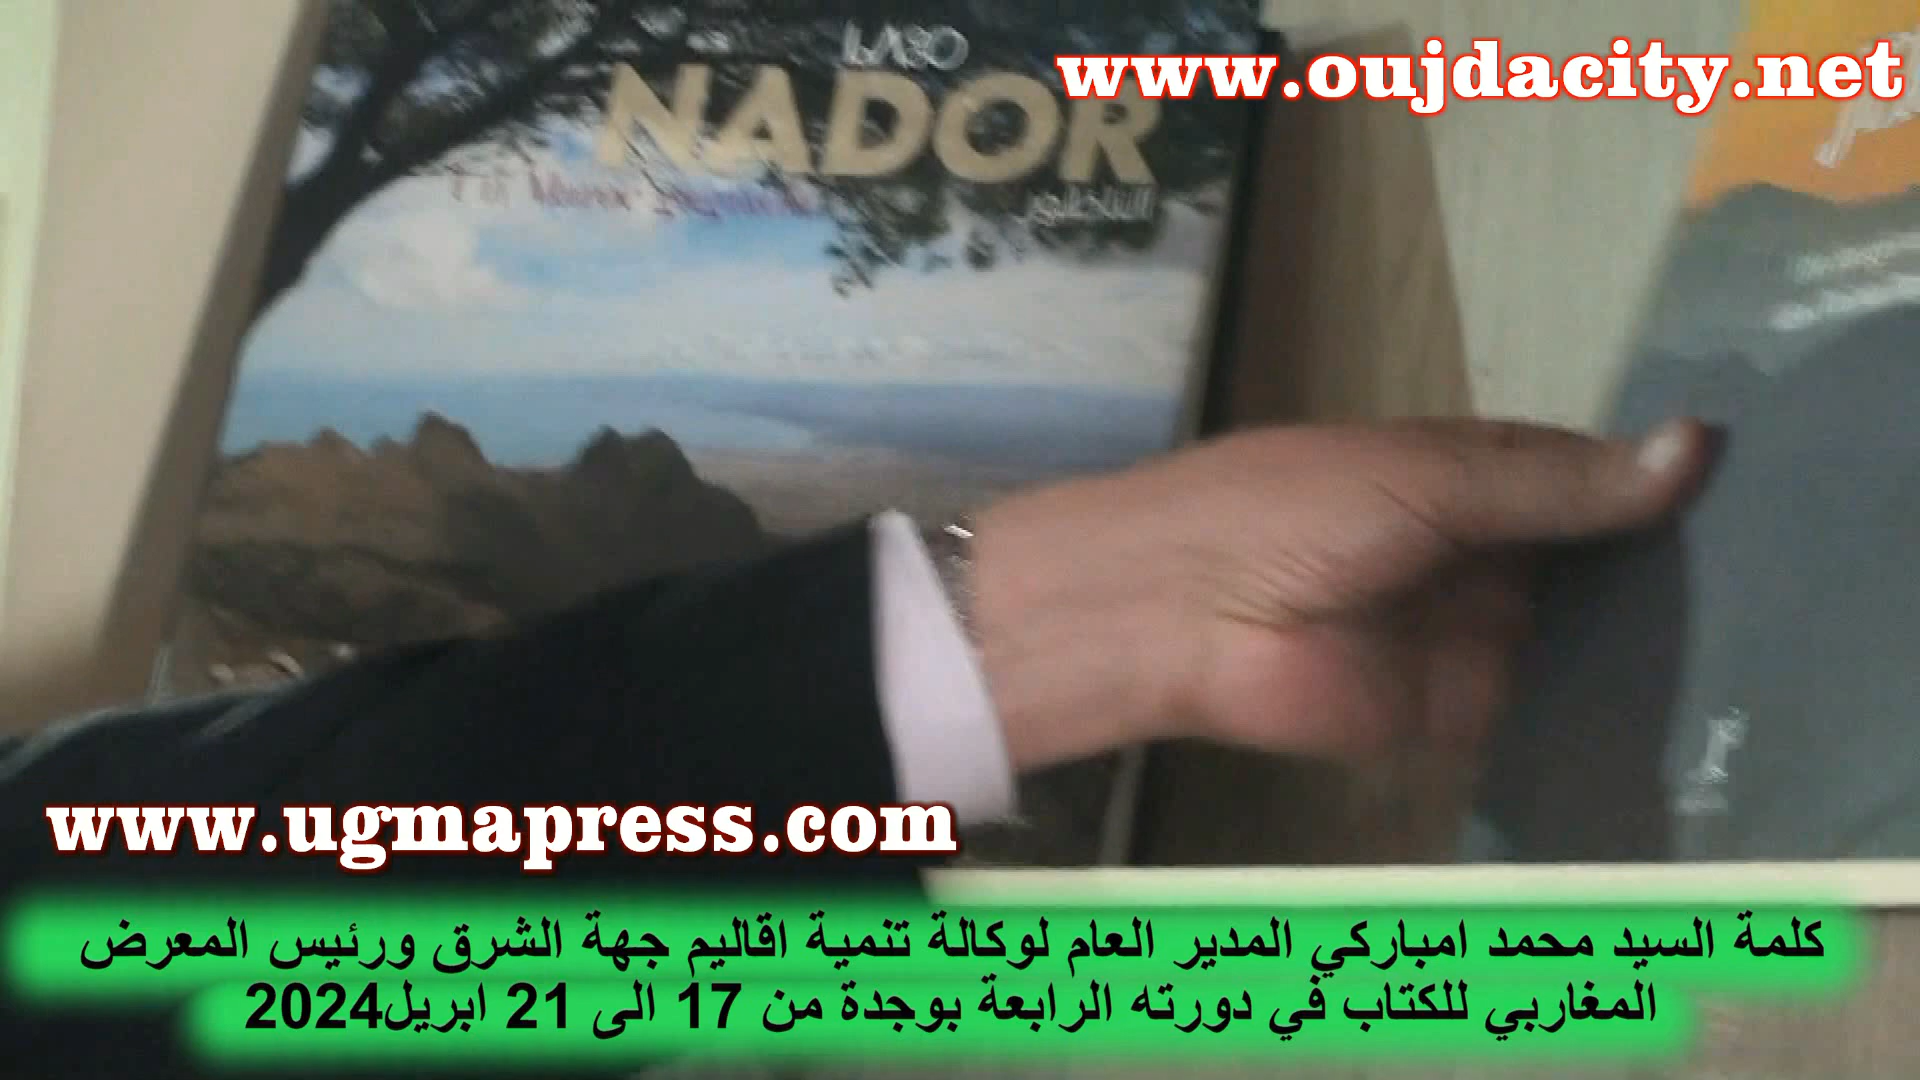 www.oujdacity.net
NADOR
الناظور
www.ugmapress.com
كلمة السيد محمد امباركي المدير العام لوكالة تنمية اقاليم جهة الشرق ورئيس المعرض
المغاربي للكتاب في دورته الرابعة بوجدة من 17 الى 21 ابريل2024